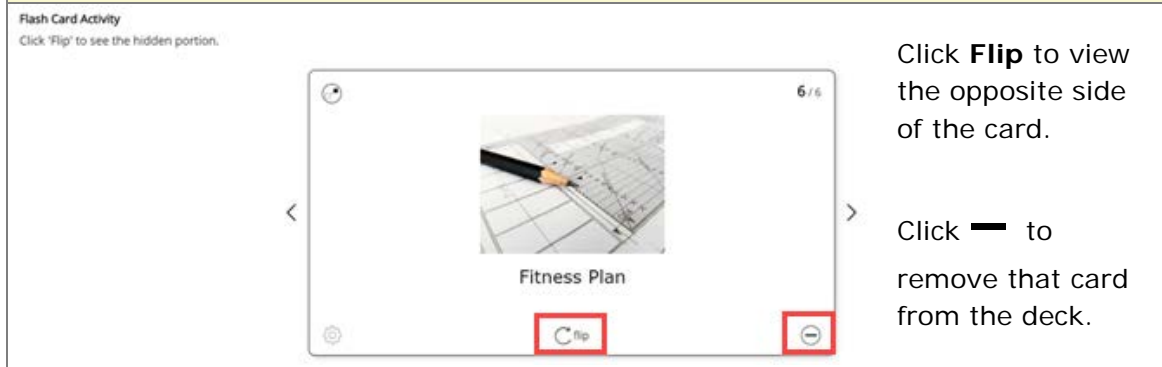 Flash Card Activity
Click 'Flip' to see the hidden portion.
6/6
Fitness Plan
flip
Click Flip to view
the opposite side
of the card.
Click — to
remove that card
from the deck.